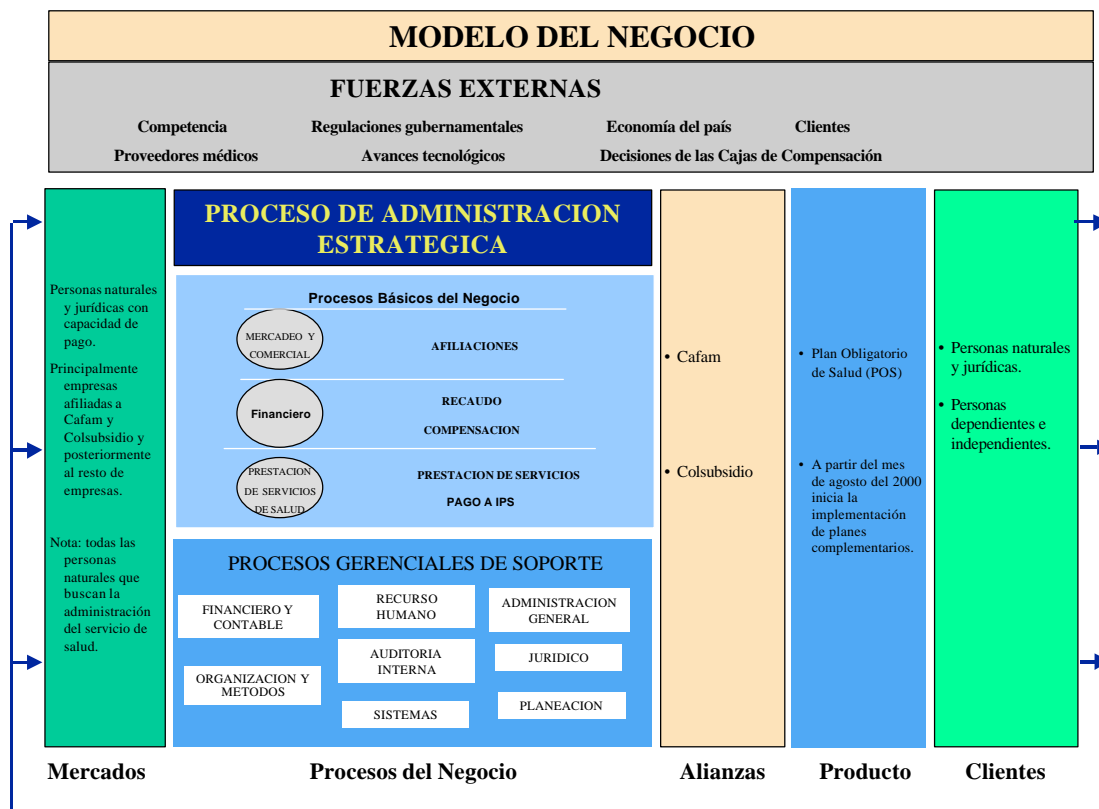 MODELO DEL NEGOCIO
FUERZAS EXTERNAS
Competencia Regulaciones gubernamentales Economía del país Clientes
Proveedores médicos Avances tecnológicos Decisiones de las Cajas de Compensación
Personas naturales
y jurídicas con
capacidad de
pago.
Principalmente
empresas
afiliadas a
Cafam y
Colsubsidio y
posteriormente
al resto de
empresas.
Nota: todas las
personas
naturales que
buscan la
administración
del servicio de
salud.
PROCESO DE ADMINISTRACION
ESTRATEGICA
Procesos Básicos del Negocio
MERCADEO Y
COMERCIAL
AFILIACIONES
Financiero
RECAUDO
COMPENSACION
PRESTACION
DE SERVICIOS
DE SALUD
PRESTACION DE SERVICIOS
PAGO A IPS
PROCESOS GERENCIALES DE SOPORTE
FINANCIERO Y
CONTABLE
RECURSO
HUMANO
ADMINISTRACION
GENERAL
ORGANIZACION Y
METODOS
AUDITORIA
INTERNA
JURIDICO
SISTEMAS
PLANEACION
• Cafam
• Colsubsidio
• Plan Obligatorio
de Salud (POS)
• A partir del mes
de agosto del 2000
inicia la
implementación
de planes
complementarios.
• Personas naturales
y jurídicas.
• Personas
dependientes e
independientes.
Mercados Procesos del Negocio Alianzas Producto Clientes